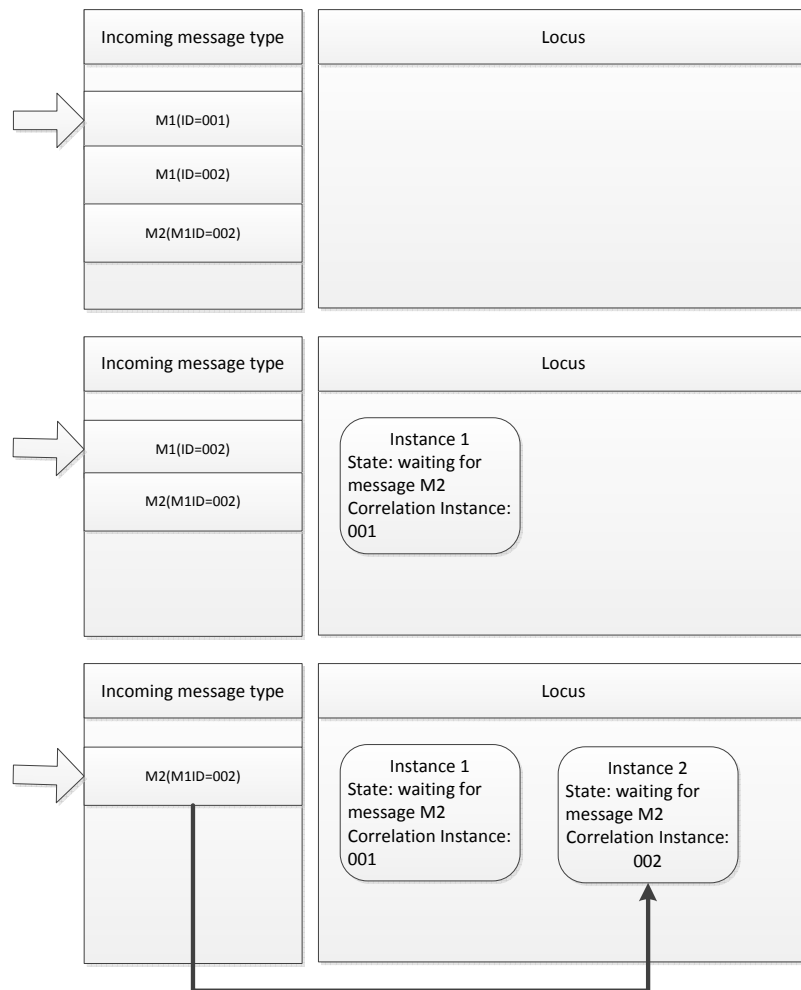 Incoming message type
Locus
M1(ID=001)
M1(ID=002)
M2(M1ID=002)
Incoming message type
Locus
M1(ID=002)
M2(M1ID=002)
Instance 1
State: waiting for
message M2
Correlation Instance:
001
Incoming message type
Locus
M2(M1ID=002)
Instance 1
State: waiting for
message M2
Correlation Instance:
001
Instance 2
State: waiting for
message M2
Correlation Instance:
002